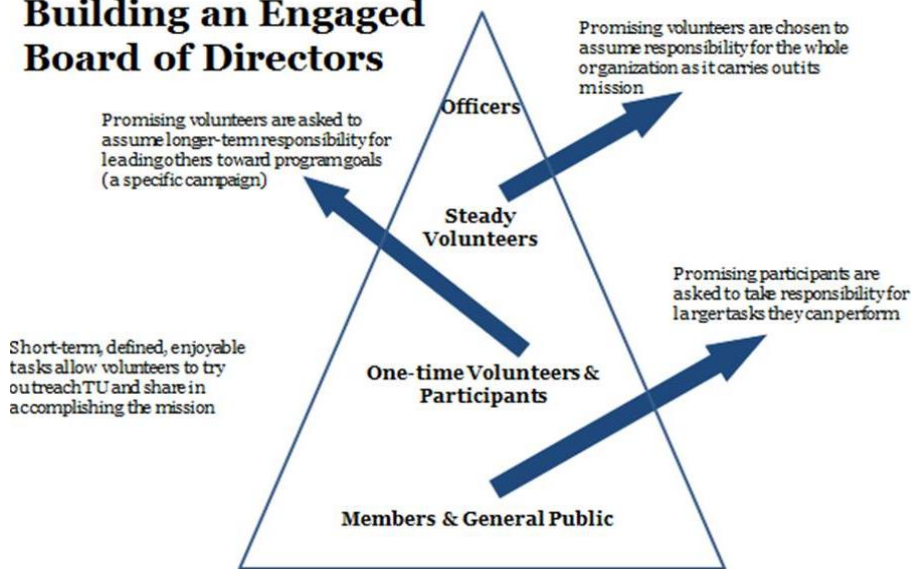 Building an Engaged
Board of Directors
Promising volunteers are chosen to
assume responsibility for the whole
organization as it carries out its
mission
Officers
Promising volunteers are asked to
assume longer-term responsibility for
leading others toward program goals
(a specific campaign)
Steady
Volunteers
Promising participants are
asked to take responsibility for
larger tasks they can perform
Short-term, defined, enjoyable
tasks allow volunteers to try
outreach TU and share in
accomplishing the mission
One-time Volunteers &
Participants
Members & General Public